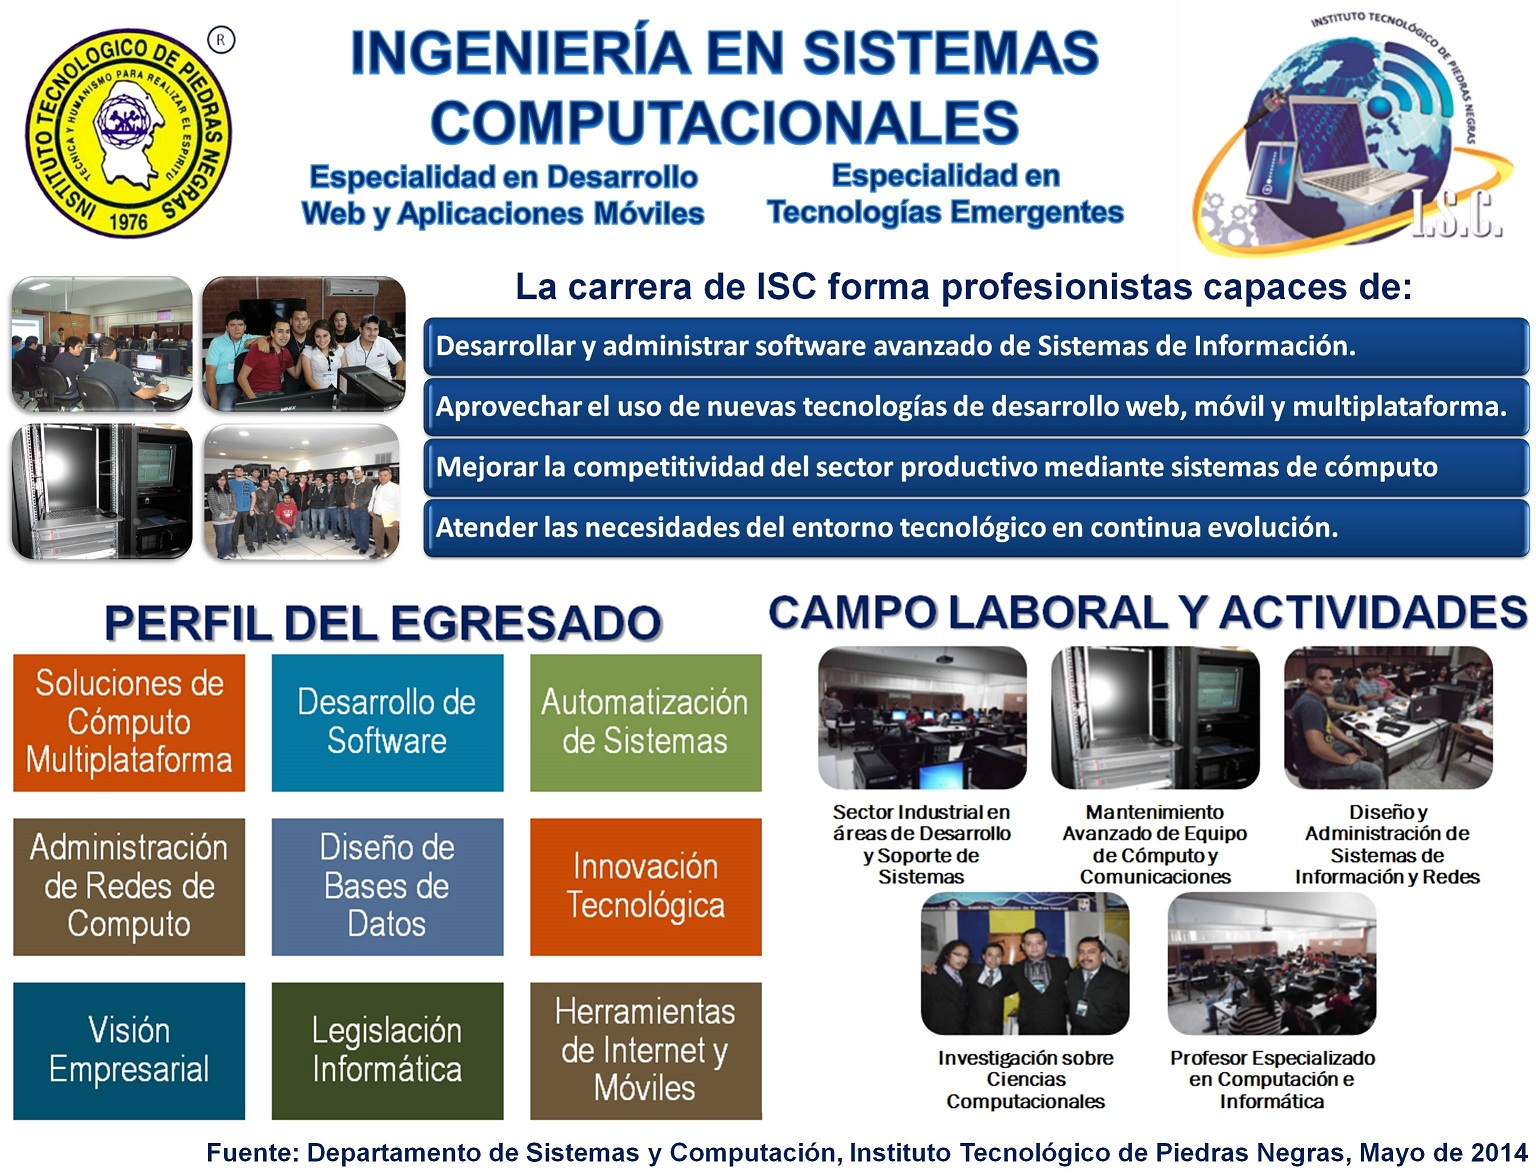 INSTITUTO TECNOLOGICO DE PIEDRAS NEGRAS
TECNICA Y HUMANISMO PARA REALIZAR EL ESPIRITU
1976
R
INGENIERÍA EN SISTEMAS
COMPUTACIONALES
Especialidad en Desarrollo
Web y Aplicaciones Móviles
Especialidad en
Tecnologías Emergentes
INSTITUTO TECNOLÓGICO DE PIEDRAS NEGRAS
I.S.C.
La carrera de ISC forma profesionistas capaces de:
Desarrollar y administrar software avanzado de Sistemas de Información.
Aprovechar el uso de nuevas tecnologías de desarrollo web, móvil y multiplataforma.
Mejorar la competitividad del sector productivo mediante sistemas de cómputo
Atender las necesidades del entorno tecnológico en continua evolución.
PERFIL DEL EGRESADO
Soluciones de
Cómputo
Multiplataforma
Desarrollo de
Software
Automatización
de Sistemas
Administración
de Redes de
Computo
Diseño de
Bases de
Datos
Innovación
Tecnológica
Visión
Empresarial
Legislación
Informática
Herramientas
de Internet y
Móviles
CAMPO LABORAL Y ACTIVIDADES
Sector Industrial en
áreas de Desarrollo
y Soporte de
Sistemas
Mantenimiento
Avanzado de Equipo
de Cómputo y
Comunicaciones
Diseño y
Administración de
Sistemas de
Información y Redes
Instituto Tecnológico de Piedras Negras
Investigación sobre
Ciencias
Computacionales
Profesor Especializado
en Computación e
Informática
Fuente: Departamento de Sistemas y Computación, Instituto Tecnológico de Piedras Negras, Mayo de 2014